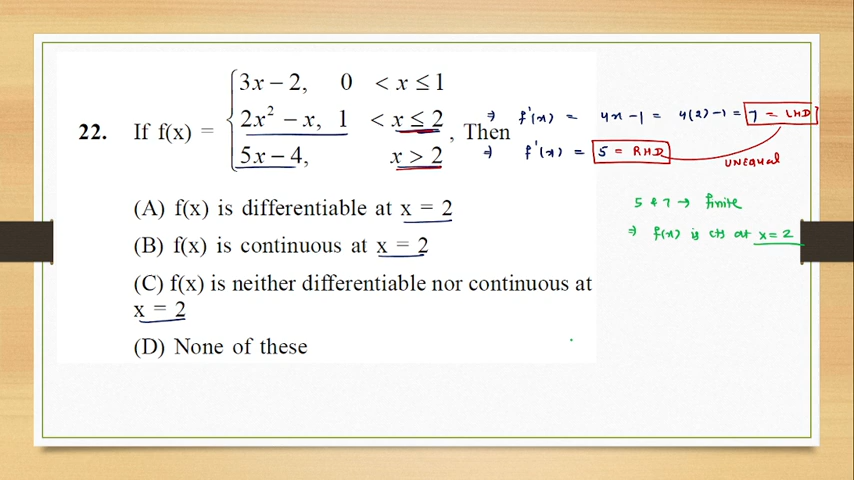 22. If f(x) = { 3x − 2, 0 < x ≤ 1
2x² − x, 1 < x ≤ 2
5x − 4, x > 2 , Then
⇒ f'(x) = 4x − 1 = 4(2) − 1 = 7 = LHD
⇒ f'(x) = 5 = RHD
UNEQUAL
5 & 7 → finite
⇒ f(x) is cts at x = 2
(A) f(x) is differentiable at x = 2
(B) f(x) is continuous at x = 2
(C) f(x) is neither differentiable nor continuous at
x = 2
(D) None of these